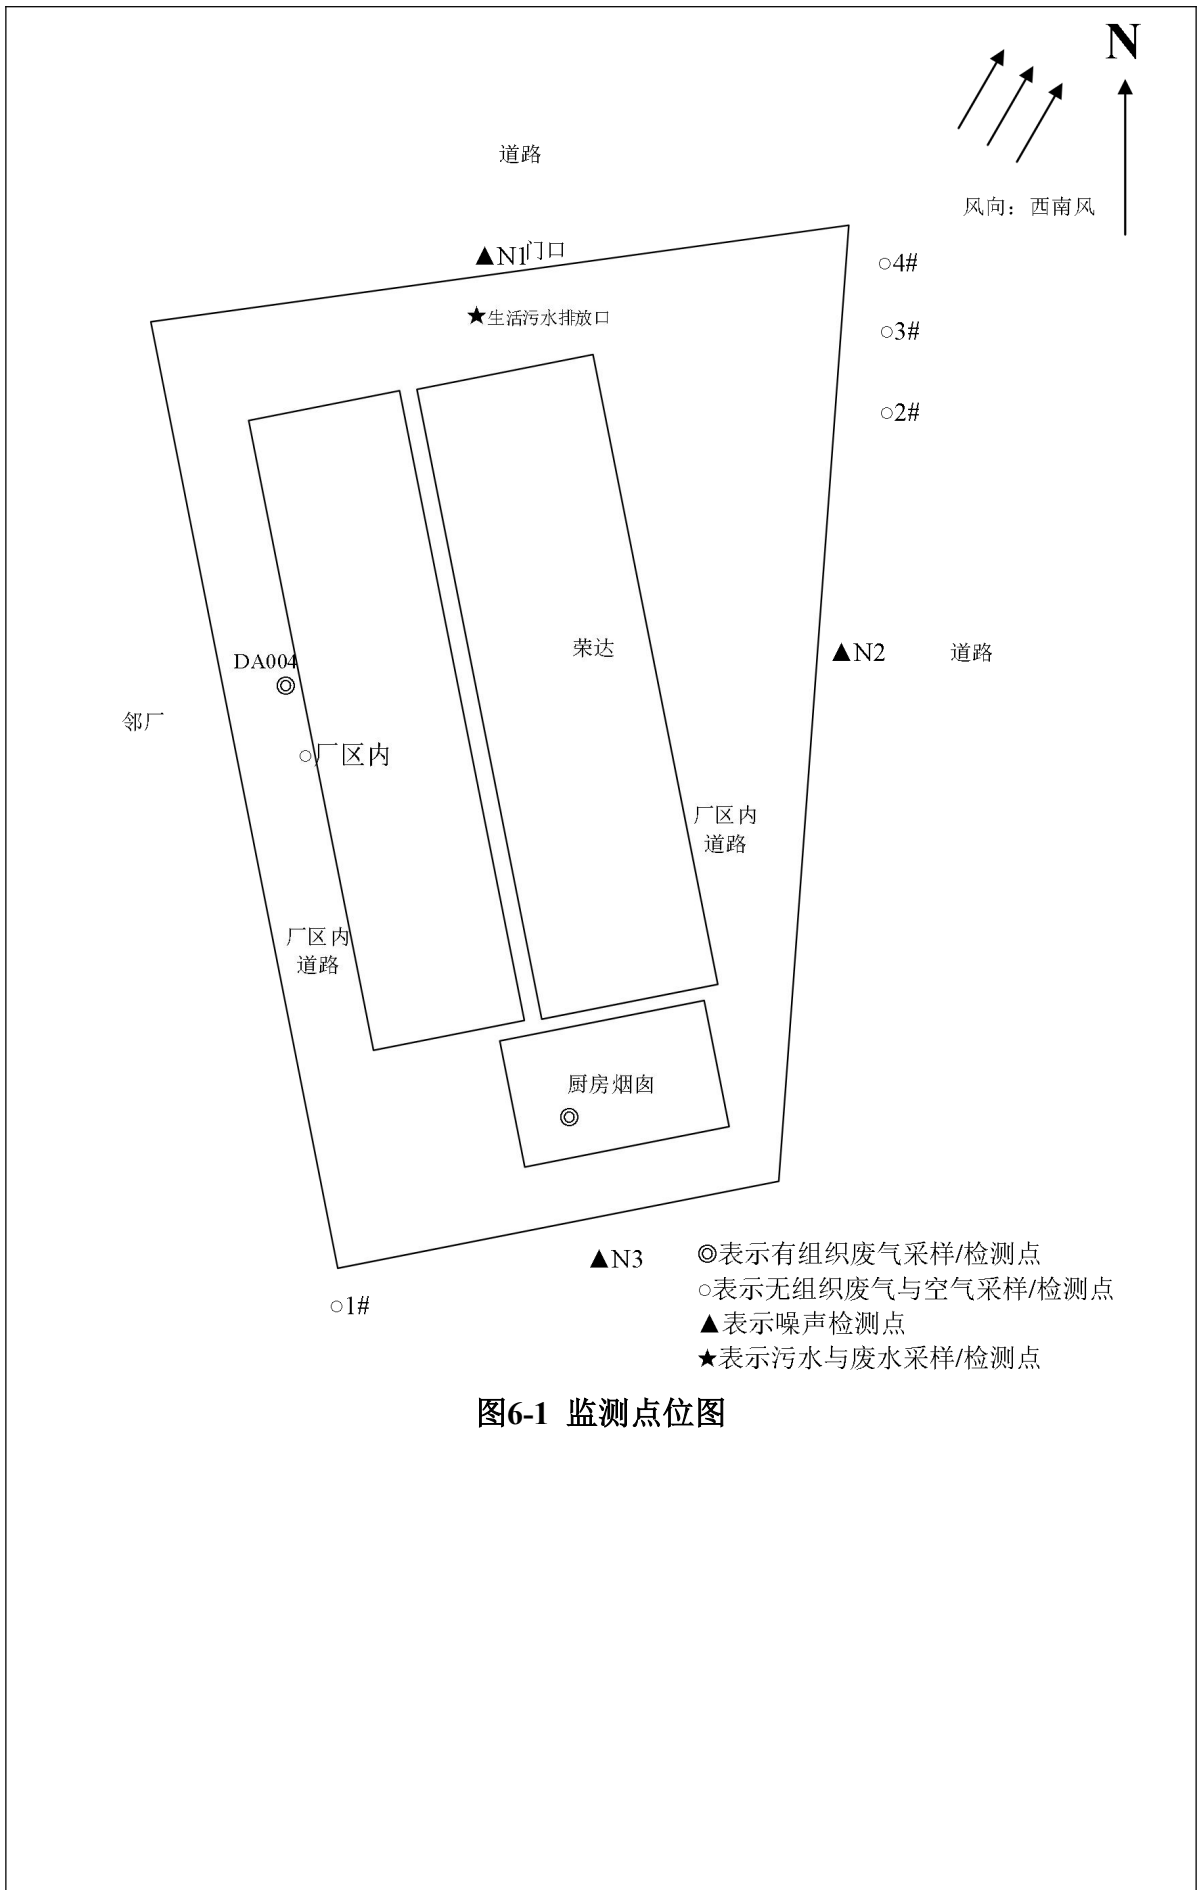 N
道路
风向：西南风
▲N1门口
○4#
★生活污水排放口
○3#
○2#
荣达
▲N2
道路
DA004
◎
邻厂
○厂区内
厂区内
道路
厂区内
道路
厨房烟囱
◎
▲N3
○1#
◎表示有组织废气采样/检测点
○表示无组织废气与空气采样/检测点
▲表示噪声检测点
★表示污水与废水采样/检测点
图6-1 监测点位图